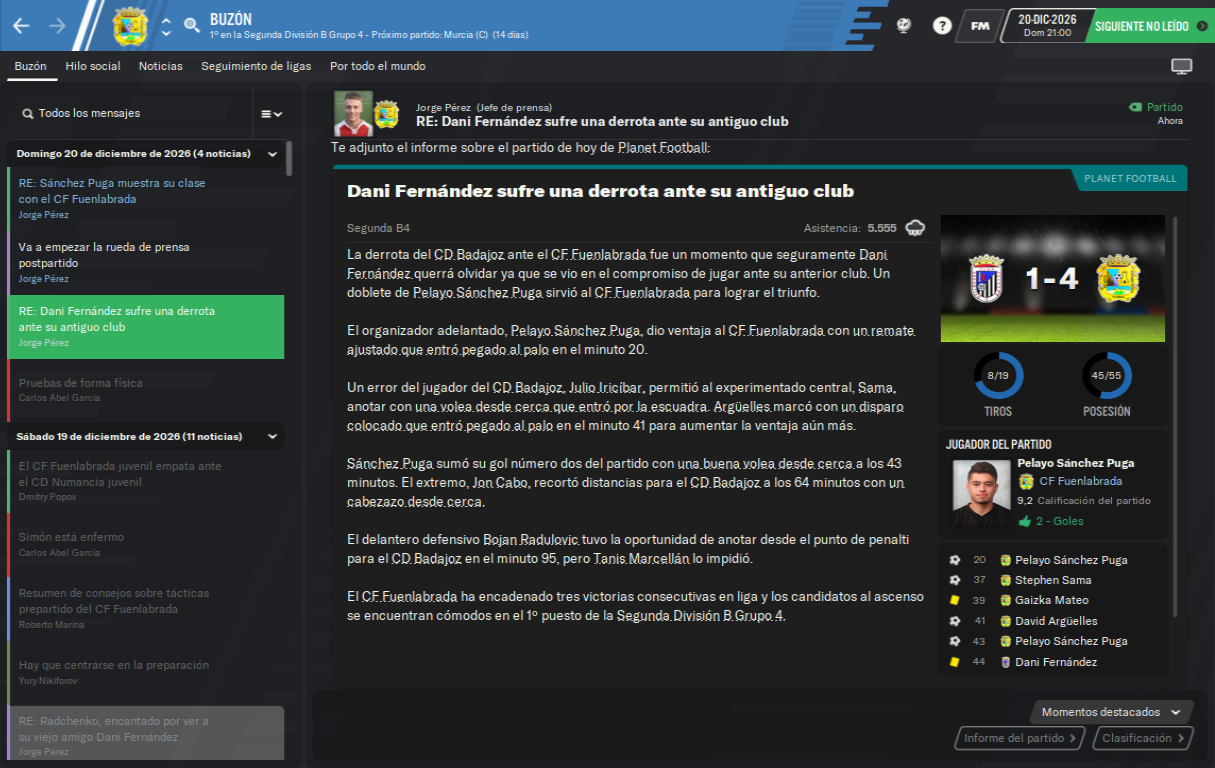 BUZÓN
1º en la Segunda División B Grupo 4 - Próximo partido: Murcia (C) (14 días)
?
FM
20-DIC-2026
Dom 21:00
SIGUIENTE NO LEÍDO
Buzón
Hilo social
Noticias
Seguimiento de ligas
Por todo el mundo
Todos los mensajes
Domingo 20 de diciembre de 2026 (4 noticias)
RE: Sánchez Puga muestra su clase
con el CF Fuenlabrada
Jorge Pérez
Va a empezar la rueda de prensa
postpartido
Jorge Pérez
RE: Dani Fernández sufre una derrota
ante su antiguo club
Jorge Pérez
Pruebas de forma física
Carlos Abel García
Sábado 19 de diciembre de 2026 (11 noticias)
El CF Fuenlabrada juvenil empata ante
el CD Numancia juvenil
Dmitry Popov
Simón está enfermo
Carlos Abel García
Resumen de consejos sobre tácticas
prepartido del CF Fuenlabrada
Roberto Marina
Hay que centrarse en la preparación
Yury Nikiforov
RE: Radchenko, encantado por ver a
su viejo amigo Dani Fernández
Jorge Pérez
Jorge Pérez (Jefe de prensa)
RE: Dani Fernández sufre una derrota ante su antiguo club
Partido
Ahora
Te adjunto el informe sobre el partido de hoy de Planet Football:
Dani Fernández sufre una derrota ante su antiguo club
PLANET FOOTBALL
Segunda B4
Asistencia: 5.555
La derrota del CD Badajoz ante el CF Fuenlabrada fue un momento que seguramente Dani
Fernández querrá olvidar ya que se vio en el compromiso de jugar ante su anterior club. Un
doblete de Pelayo Sánchez Puga sirvió al CF Fuenlabrada para lograr el triunfo.
El organizador adelantado, Pelayo Sánchez Puga, dio ventaja al CF Fuenlabrada con un remate
ajustado que entró pegado al palo en el minuto 20.
Un error del jugador del CD Badajoz, Julio Iricíbar, permitió al experimentado central, Sama,
anotar con una volea desde cerca que entró por la escuadra. Argüelles marcó con un disparo
colocado que entró pegado al palo en el minuto 41 para aumentar la ventaja aún más.
Sánchez Puga sumó su gol número dos del partido con una buena volea desde cerca a los 43
minutos. El extremo, Jon Cabo, recortó distancias para el CD Badajoz a los 64 minutos con un
cabezazo desde cerca.
El delantero defensivo Bojan Radulovic tuvo la oportunidad de anotar desde el punto de penalti
para el CD Badajoz en el minuto 95, pero Tanis Marcellán lo impidió.
El CF Fuenlabrada ha encadenado tres victorias consecutivas en liga y los candidatos al ascenso
se encuentran cómodos en el 1º puesto de la Segunda División B Grupo 4.
1-4
8/19
45/55
TIROS
POSESIÓN
JUGADOR DEL PARTIDO
Pelayo Sánchez Puga
CF Fuenlabrada
9,2 Calificación del partido
2 - Goles
20 Pelayo Sánchez Puga
37 Stephen Sama
39 Gaizka Mateo
41 David Argüelles
43 Pelayo Sánchez Puga
44 Dani Fernández
Momentos destacados
Informe del partido
Clasificación